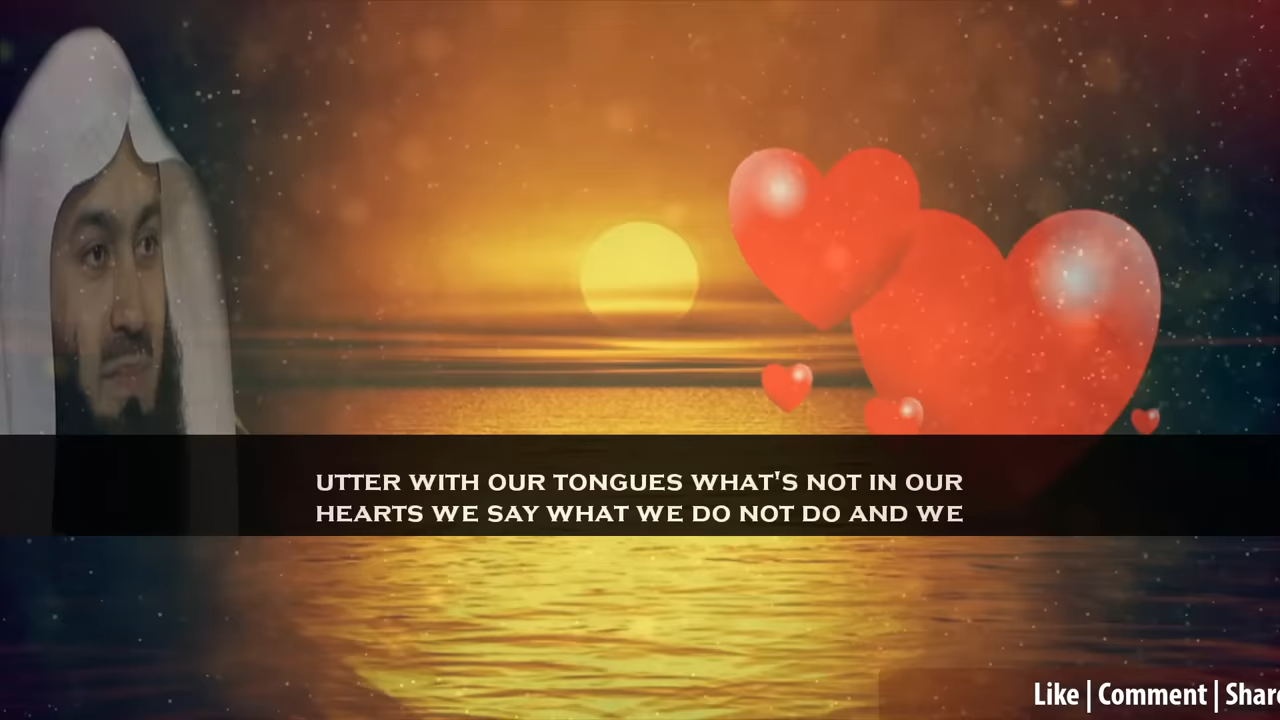 UTTER WITH OUR TONGUES WHAT'S NOT IN OUR
HEARTS WE SAY WHAT WE DO NOT DO AND WE
Like | Comment | Share